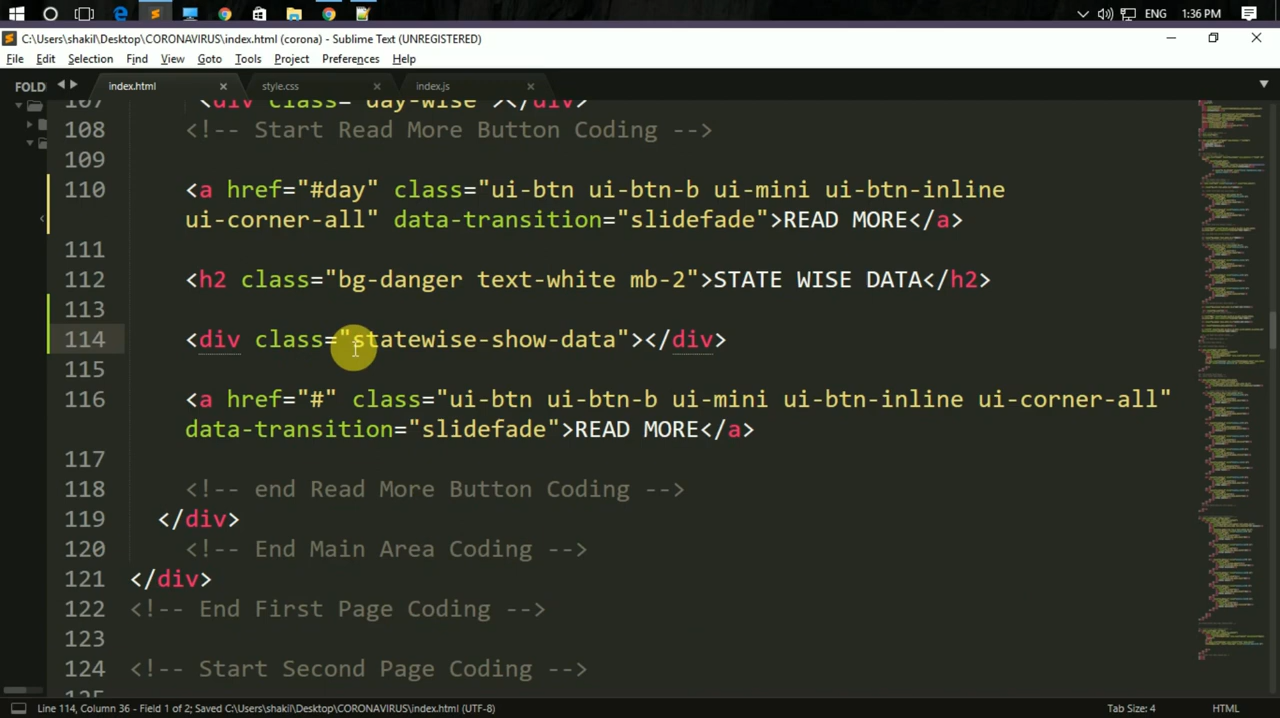 ENG 1:36 PM
C:\Users\shakil\Desktop\CORONAVIRUS\index.html (corona) - Sublime Text (UNREGISTERED)
File Edit Selection Find View Goto Tools Project Preferences Help
FOLD index.html style.css index.js
107 <div class="day-wise"></div>
108 <!-- Start Read More Button Coding -->
109
110 <a href="#day" class="ui-btn ui-btn-b ui-mini ui-btn-inline
ui-corner-all" data-transition="slidefade">READ MORE</a>
111
112 <h2 class="bg-danger text-white mb-2">STATE WISE DATA</h2>
113
114 <div class="statewise-show-data"></div>
115
116 <a href="#" class="ui-btn ui-btn-b ui-mini ui-btn-inline ui-corner-all"
data-transition="slidefade">READ MORE</a>
117
118 <!-- end Read More Button Coding -->
119 </div>
120 <!-- End Main Area Coding -->
121 </div>
122 <!-- End First Page Coding -->
123
124 <!-- Start Second Page Coding -->
125
Line 114, Column 36 - Field 1 of 2; Saved C:\Users\shakil\Desktop\CORONAVIRUS\index.html (UTF-8) Tab Size: 4 HTML